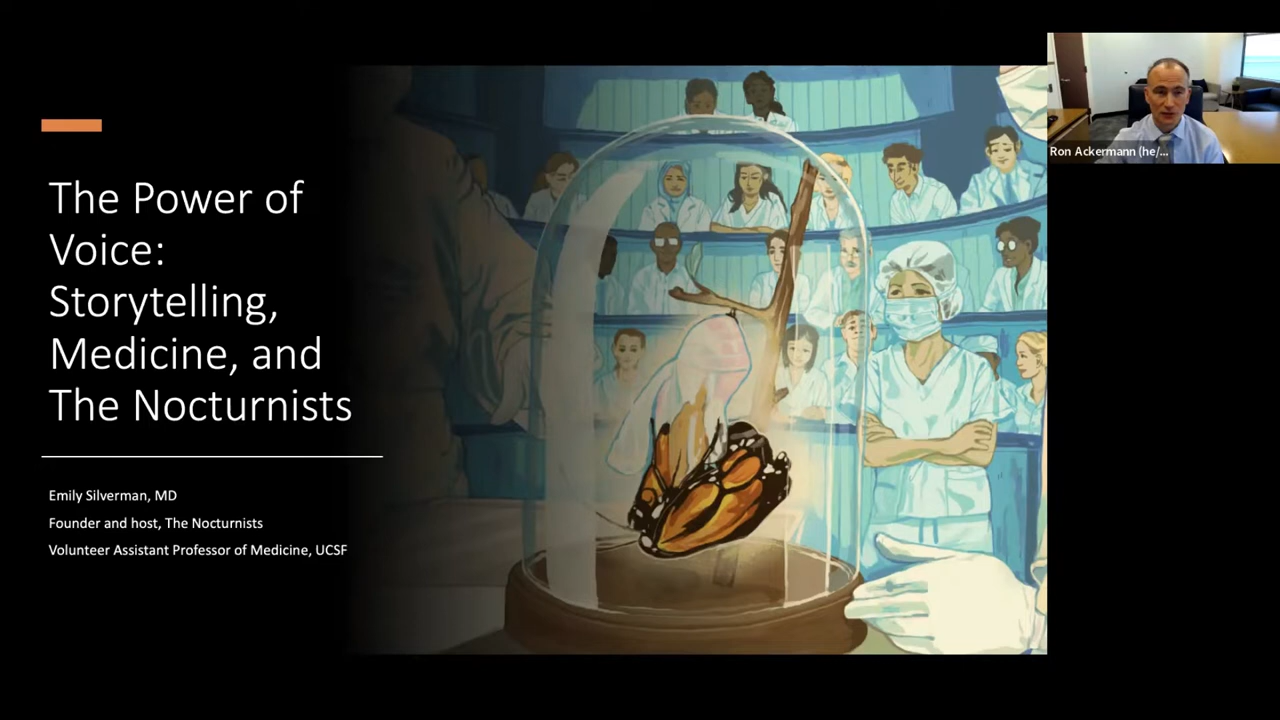 The Power of
Voice:
Storytelling,
Medicine, and
The Nocturnists
Emily Silverman, MD
Founder and host, The Nocturnists
Volunteer Assistant Professor of Medicine, UCSF
Ron Ackermann (he/...